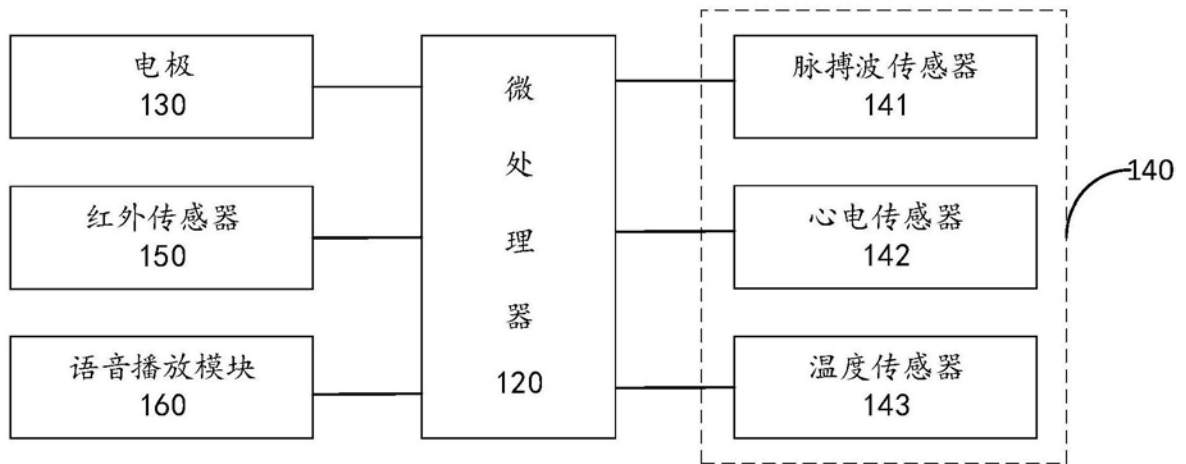 电极
130
红外传感器
150
语音播放模块
160
微
处
理
器
120
脉搏波传感器
141
心电传感器
142
温度传感器
143
140